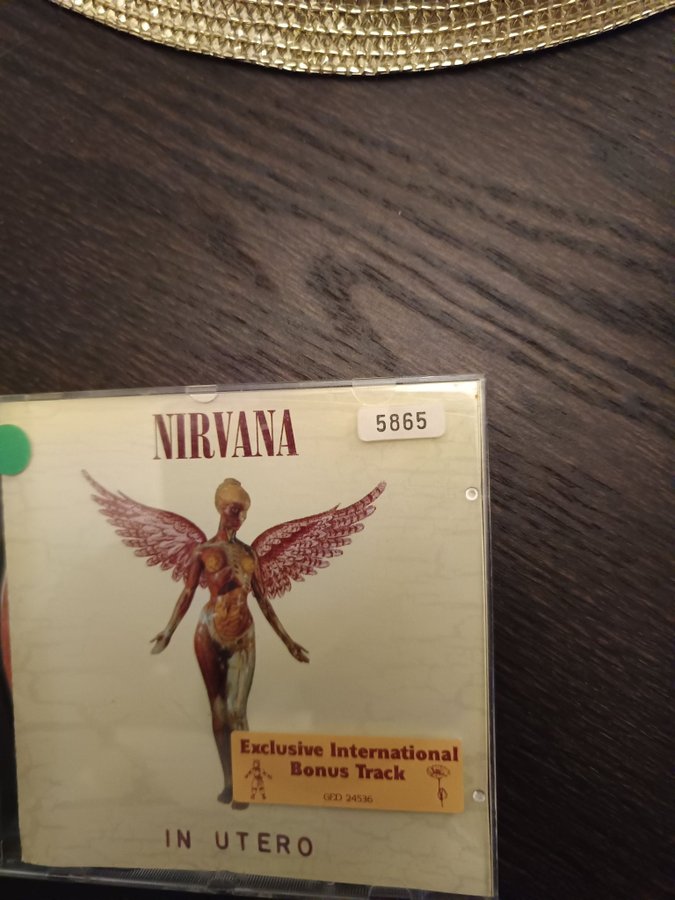 NIRVANA
5865
Exclusive International
Bonus Track
GED 24536
IN UTERO